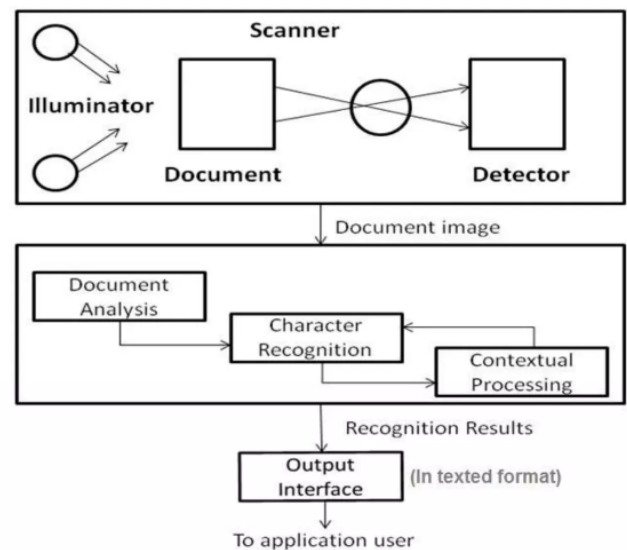 Scanner
Illuminator
Document
Detector
Document image
Document
Analysis
Character
Recognition
Contextual
Processing
Recognition Results
Output
Interface
(In texted format)
To application user